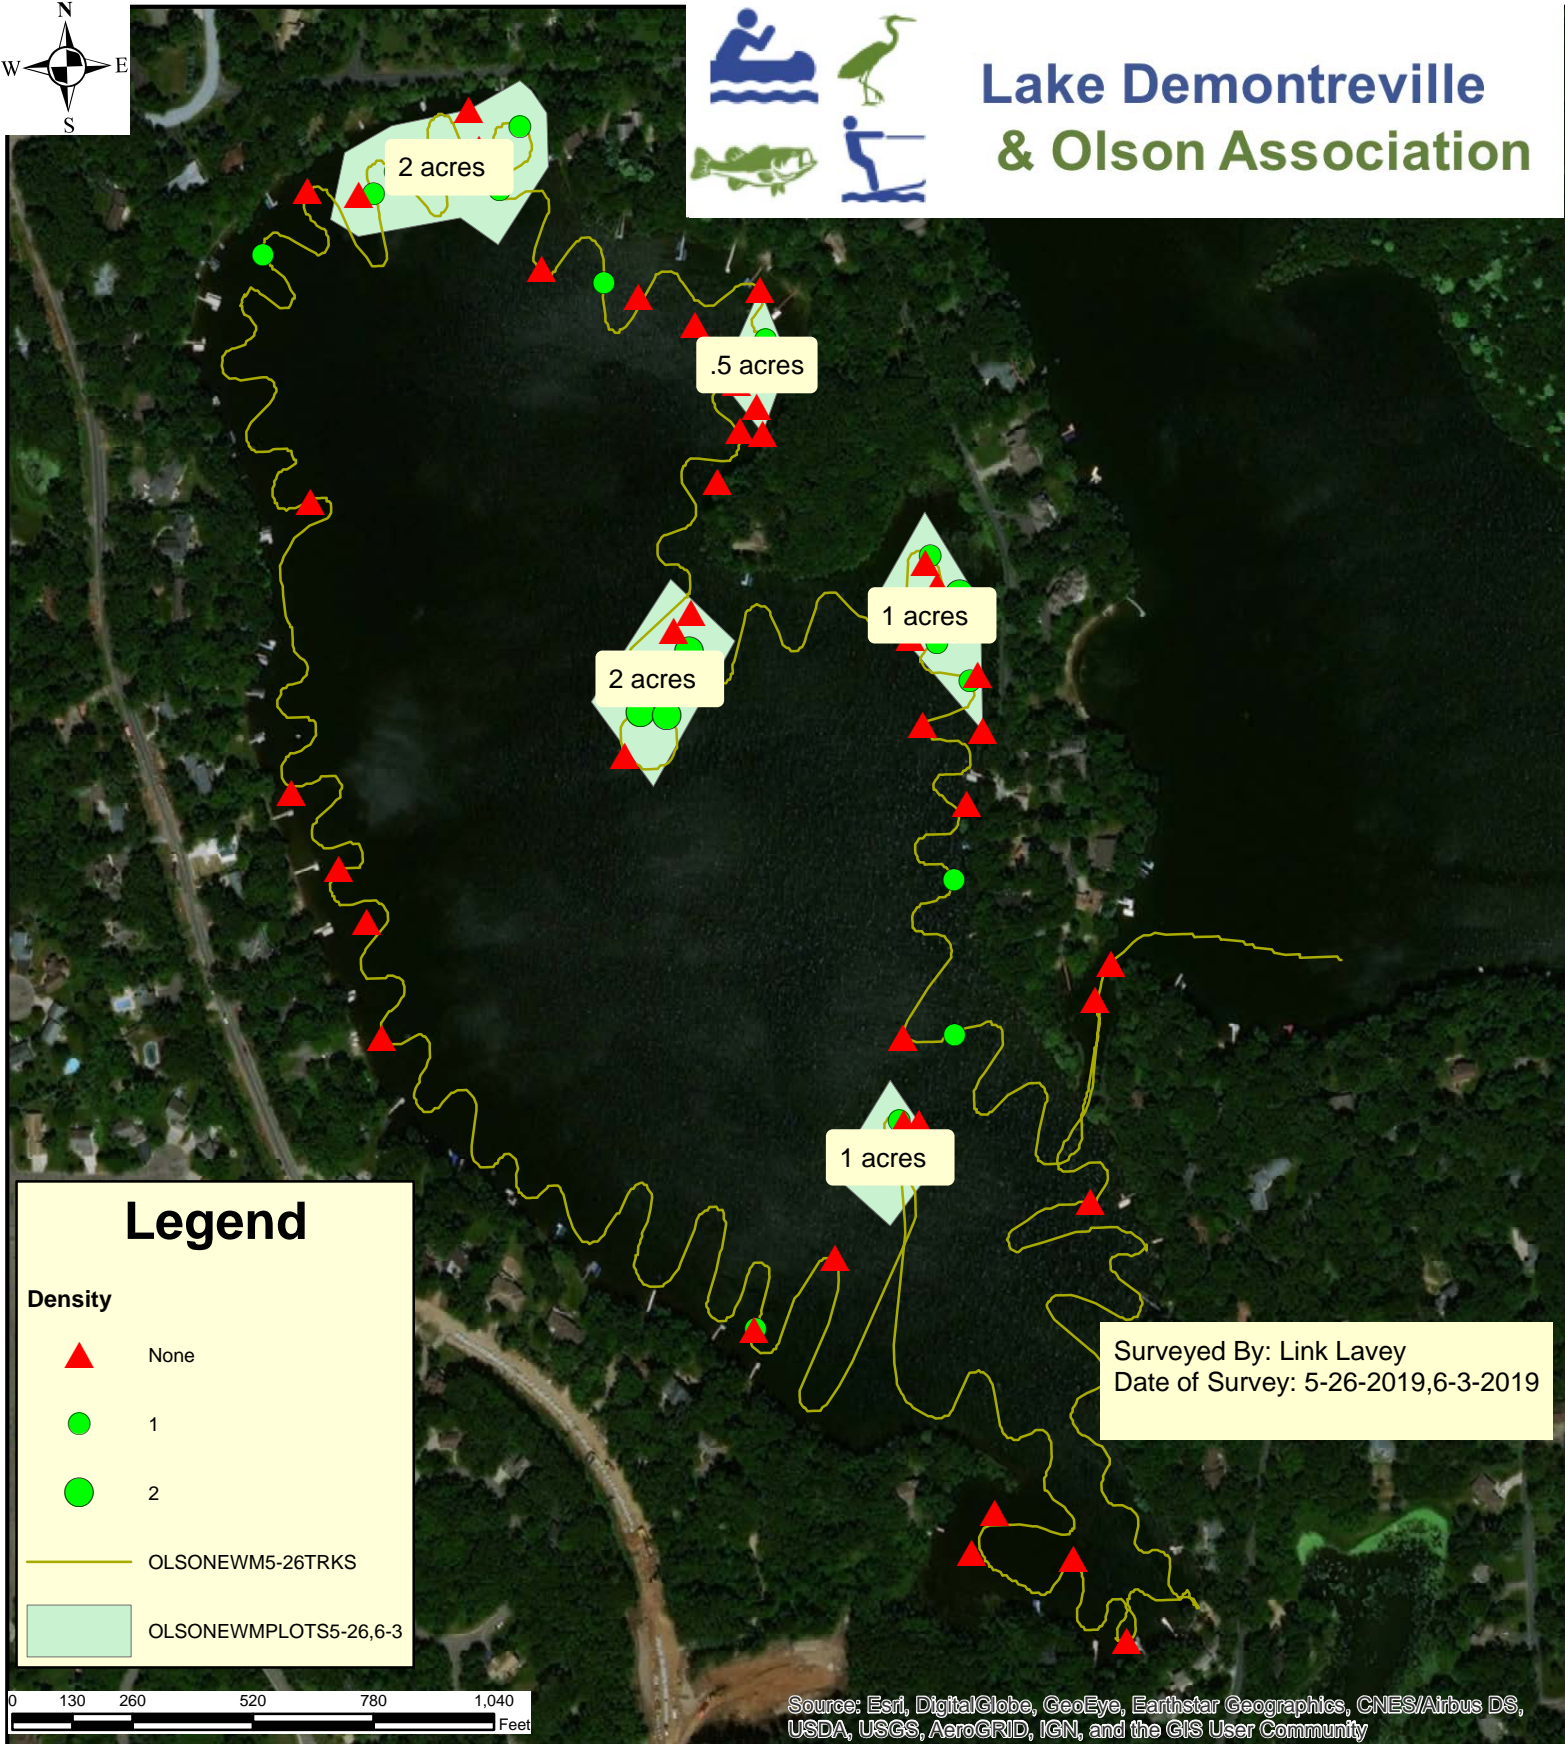 N
W E
S
Lake Demontreville
& Olson Association
2 acres
.5 acres
1 acres
2 acres
1 acres
Legend
Density
None
1
2
OLSONEWM5-26TRKS
OLSONEWMPLOTS5-26,6-3
Surveyed By: Link Lavey
Date of Survey: 5-26-2019,6-3-2019
0 130 260 520 780 1,040
Feet
Source: Esri, DigitalGlobe, GeoEye, Earthstar Geographics, CNES/Airbus DS,
USDA, USGS, AeroGRID, IGN, and the GIS User Community